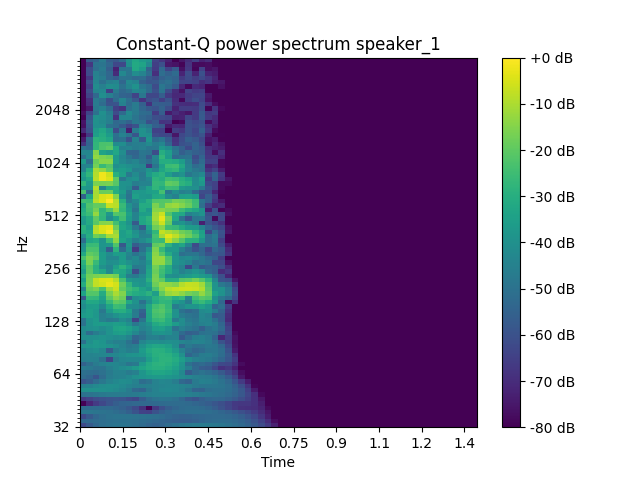 Constant-Q power spectrum speaker_1
Hz
2048
1024
512
256
128
64
32
0 0.15 0.3 0.45 0.6 0.75 0.9 1.1 1.2 1.4
Time
+0 dB
-10 dB
-20 dB
-30 dB
-40 dB
-50 dB
-60 dB
-70 dB
-80 dB